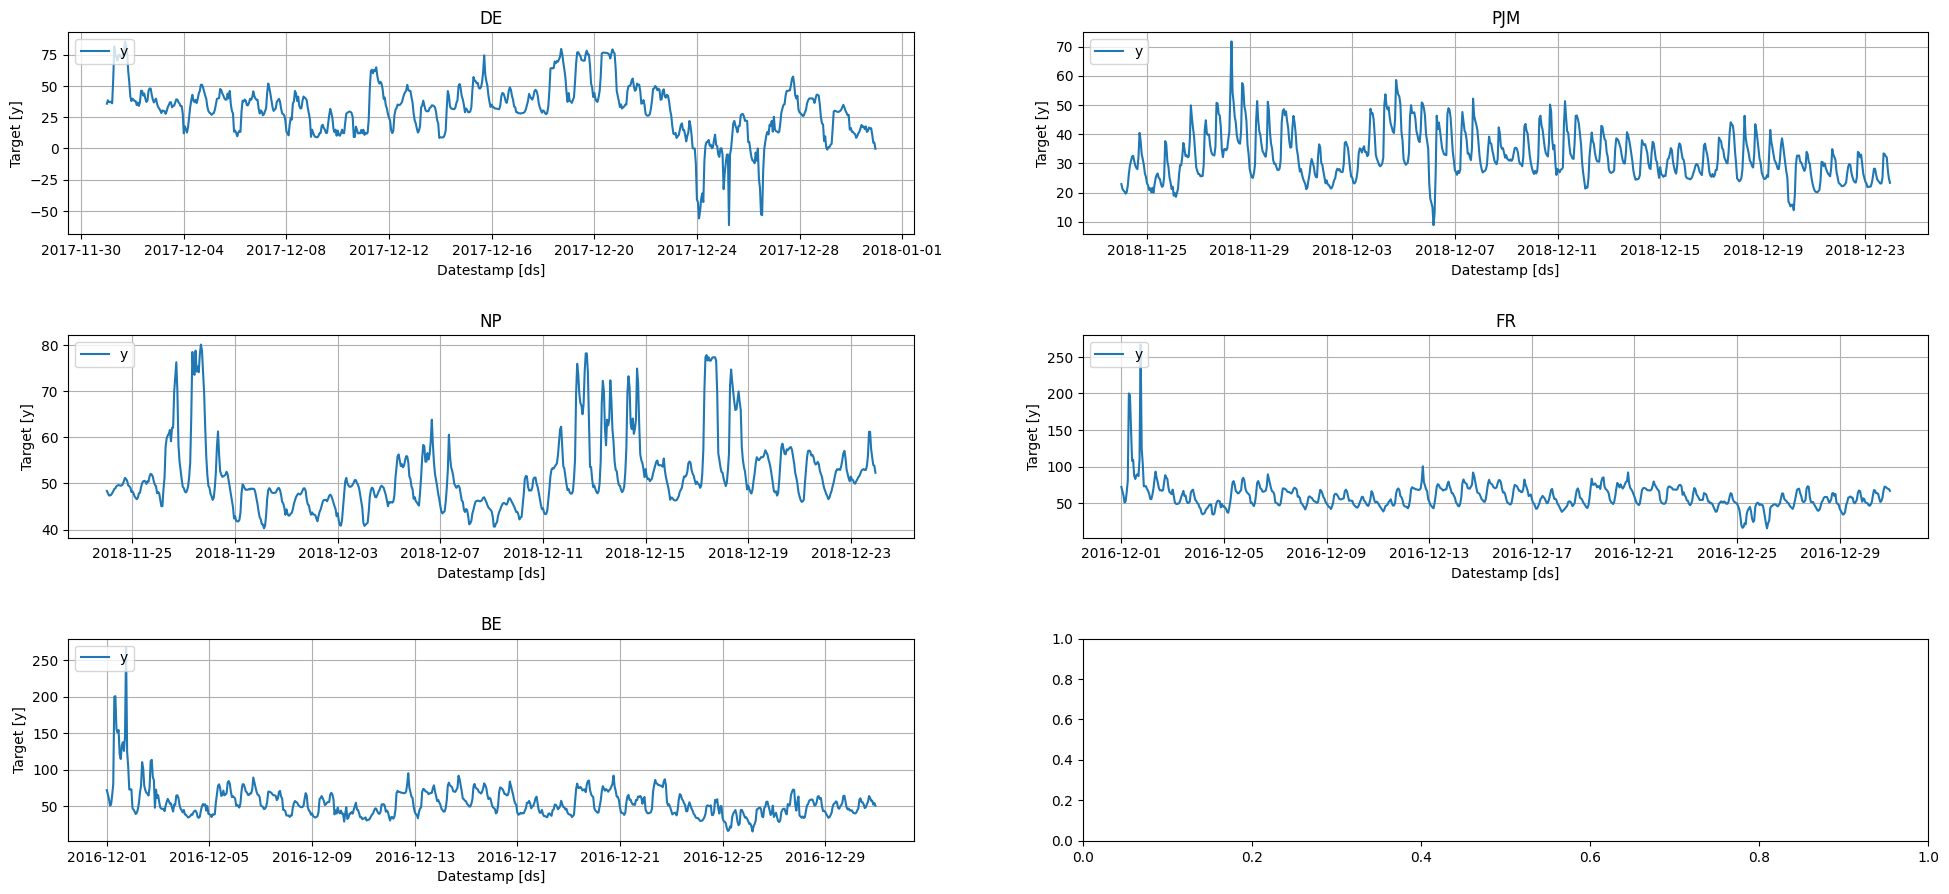 DE
y
Target [y]
75
50
25
0
−25
−50
2017-11-30 2017-12-04 2017-12-08 2017-12-12 2017-12-16 2017-12-20 2017-12-24 2017-12-28 2018-01-01
Datestamp [ds]
PJM
y
Target [y]
70
60
50
40
30
20
10
2018-11-25 2018-11-29 2018-12-03 2018-12-07 2018-12-11 2018-12-15 2018-12-19 2018-12-23
Datestamp [ds]
NP
y
Target [y]
80
70
60
50
40
2018-11-25 2018-11-29 2018-12-03 2018-12-07 2018-12-11 2018-12-15 2018-12-19 2018-12-23
Datestamp [ds]
FR
y
Target [y]
250
200
150
100
50
2016-12-01 2016-12-05 2016-12-09 2016-12-13 2016-12-17 2016-12-21 2016-12-25 2016-12-29
Datestamp [ds]
BE
y
Target [y]
250
200
150
100
50
2016-12-01 2016-12-05 2016-12-09 2016-12-13 2016-12-17 2016-12-21 2016-12-25 2016-12-29
Datestamp [ds]
1.0
0.8
0.6
0.4
0.2
0.0
0.0 0.2 0.4 0.6 0.8 1.0